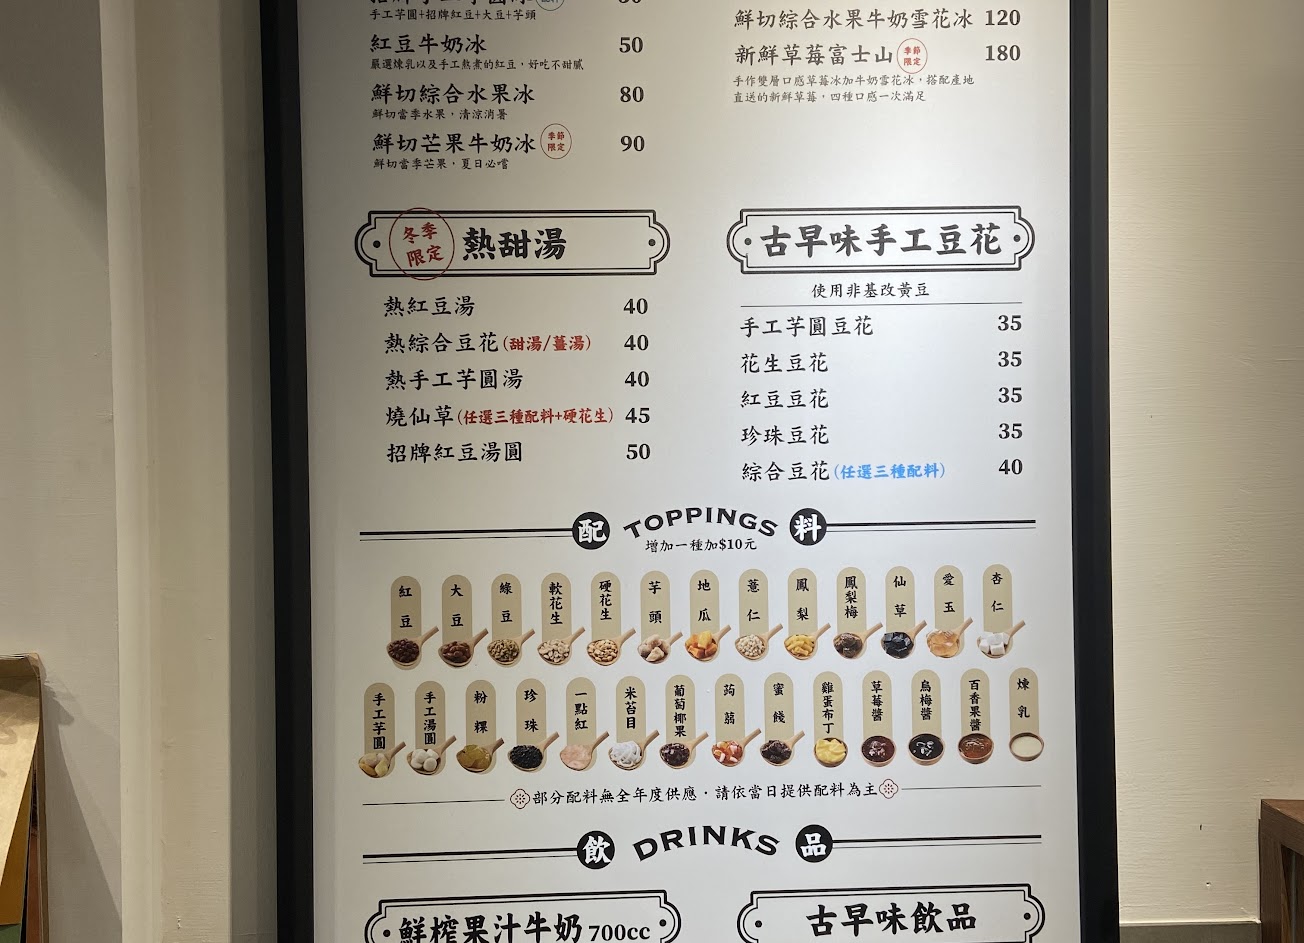 手工芋圓+招牌紅豆+大豆+芋頭
紅豆牛奶冰 50
嚴選煉乳以及手工熬煮的紅豆，好吃不甜膩
鮮切綜合水果冰 80
鮮切當季水果，清涼消暑
鮮切芒果牛奶冰 季節限定 90
鮮切當季芒果，夏日必嚐
鮮切綜合水果牛奶雪花冰 120
新鮮草莓富士山 季節限定 180
手作雙層口感草莓冰加牛奶雪花冰，搭配產地
直送的新鮮草莓，四種口感一次滿足
冬季限定 熱甜湯
熱紅豆湯 40
熱綜合豆花(甜湯/薑湯) 40
熱手工芋圓湯 40
燒仙草(任選三種配料+硬花生) 45
招牌紅豆湯圓 50
古早味手工豆花
使用非基改黃豆
手工芋圓豆花 35
花生豆花 35
紅豆豆花 35
珍珠豆花 35
綜合豆花(任選三種配料) 40
配 TOPPINGS 料
增加一種加$10元
紅豆
大豆
綠豆
軟花生
硬花生
芋頭
地瓜
薏仁
鳳梨
鳳梨梅
仙草
愛玉
杏仁
手工芋圓
手工湯圓
粉粿
珍珠
一點紅
米苔目
葡萄椰果
蒟蒻
蜜餞
雞蛋布丁
草莓醬
烏梅醬
百香果醬
煉乳
部分配料無全年度供應·請依當日提供配料為主
飲 DRINKS 品
鮮榨果汁牛奶 700cc
古早味飲品